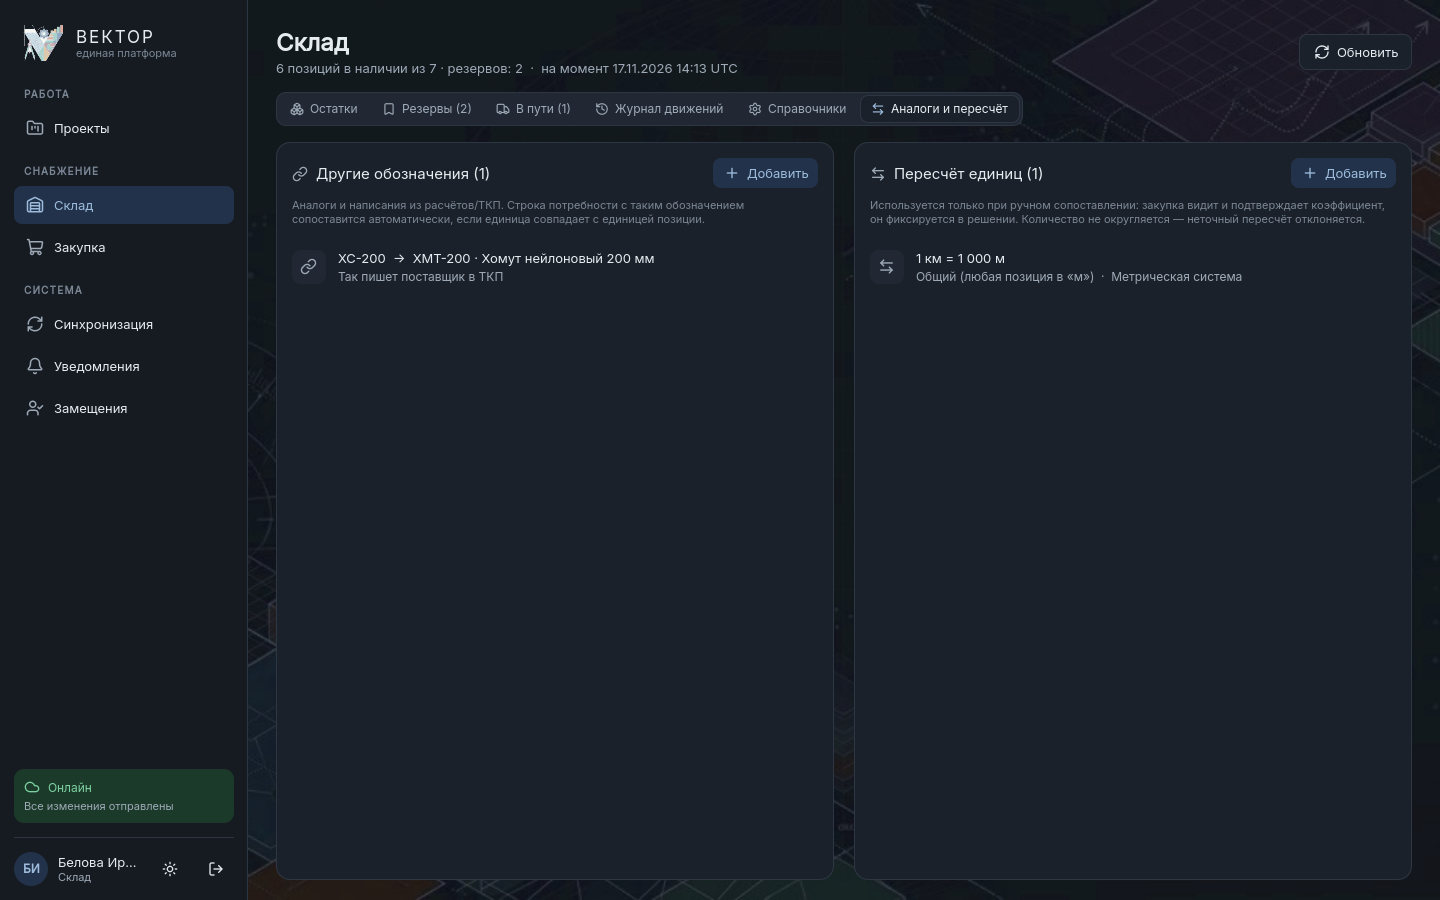 ВЕКТОР
единая платформа
РАБОТА
Проекты
СНАБЖЕНИЕ
Склад
Закупка
СИСТЕМА
Синхронизация
Уведомления
Замещения
Онлайн
Все изменения отправлены
БИ
Белова Ир...
Склад
Склад
6 позиций в наличии из 7 · резервов: 2 · на момент 17.11.2026 14:13 UTC
Обновить
Остатки
Резервы (2)
В пути (1)
Журнал движений
Справочники
Аналоги и пересчёт
Другие обозначения (1)
Добавить
Аналоги и написания из расчётов/ТКП. Строка потребности с таким обозначением
сопоставится автоматически, если единица совпадает с единицей позиции.
ХС-200 → ХМТ-200 · Хомут нейлоновый 200 мм
Так пишет поставщик в ТКП
Пересчёт единиц (1)
Добавить
Используется только при ручном сопоставлении: закупка видит и подтверждает коэффициент,
он фиксируется в решении. Количество не округляется — неточный пересчёт отклоняется.
1 км = 1 000 м
Общий (любая позиция в «м») · Метрическая система